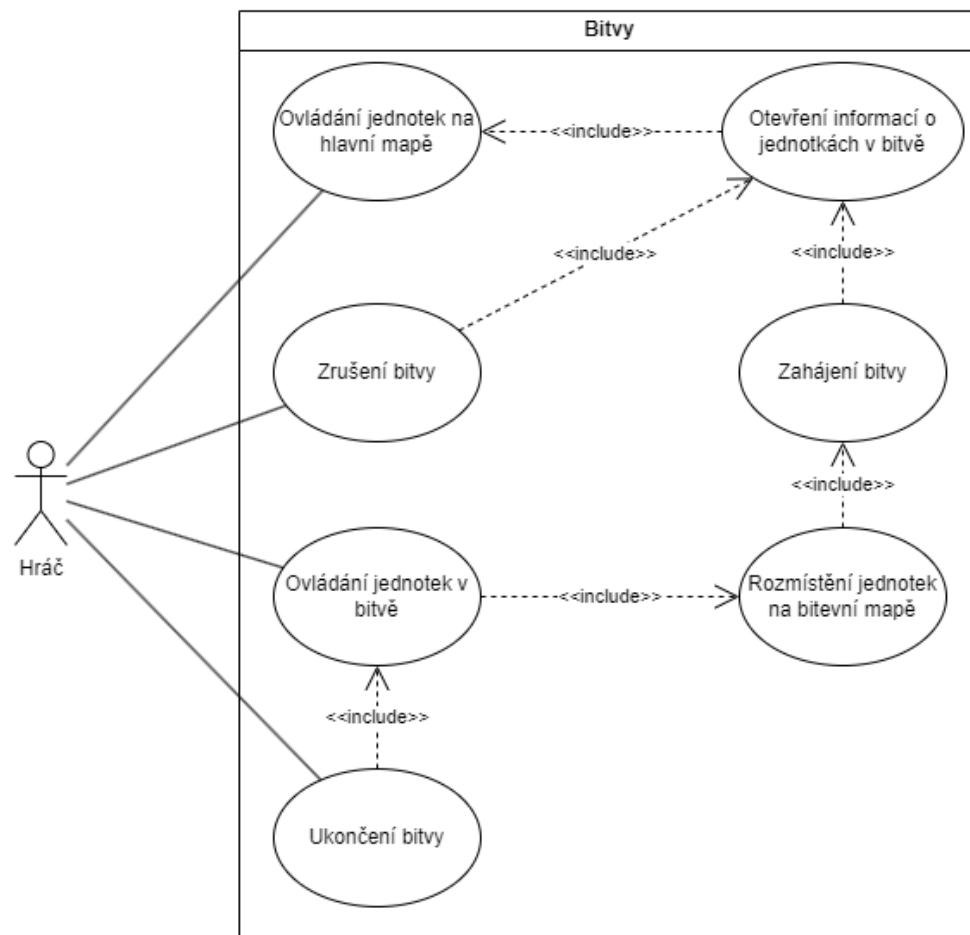 Bitvy
Ovládání jednotek na
hlavní mapě
<<include>>
Otevření informací o
jednotkách v bitvě
<<include>>
<<include>>
Zrušení bitvy
Zahájení bitvy
<<include>>
Hráč
Ovládání jednotek v
bitvě
<<include>>
Rozmístění jednotek
na bitevní mapě
<<include>>
Ukončení bitvy